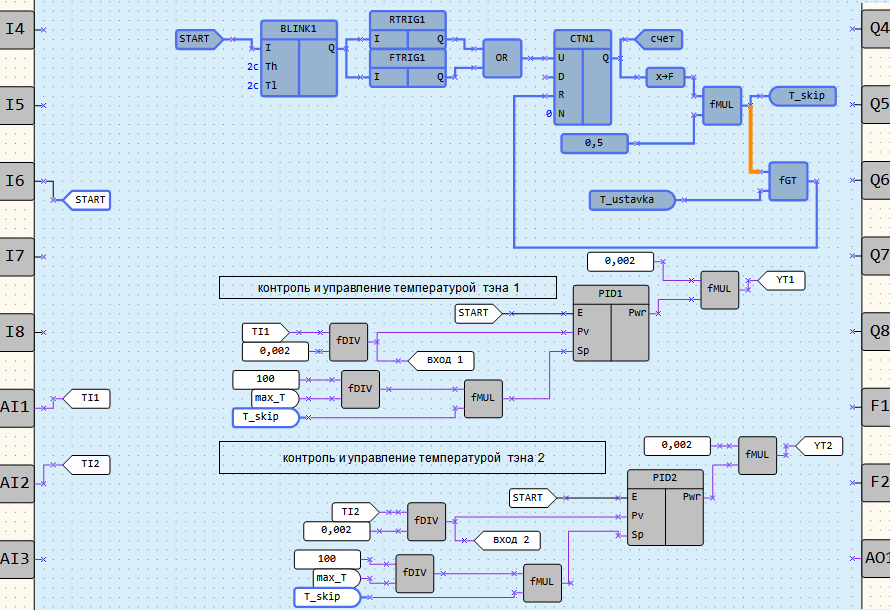 I4
I5
I6
I7
I8
AI1
AI2
AI3
START
START
BLINK1
I
Q
2c Th
2c Tl
RTRIG1
I Q
FTRIG1
I Q
OR
CTN1
U Q
D
R
0 N
счет
x→F
fMUL
T_skip
0,5
T_ustavka
fGT
контроль и управление температурой тэна 1
0,002
fMUL
YT1
START
PID1
E Pwr
Pv
Sp
TI1
0,002
fDIV
вход 1
100
max_T
fDIV
T_skip
fMUL
контроль и управление температурой тэна 2
0,002
fMUL
YT2
START
PID2
E Pwr
Pv
Sp
TI2
0,002
fDIV
вход 2
100
max_T
fDIV
T_skip
fMUL
TI1
TI2
Q4
Q5
Q6
Q7
Q8
F1
F2
AO1